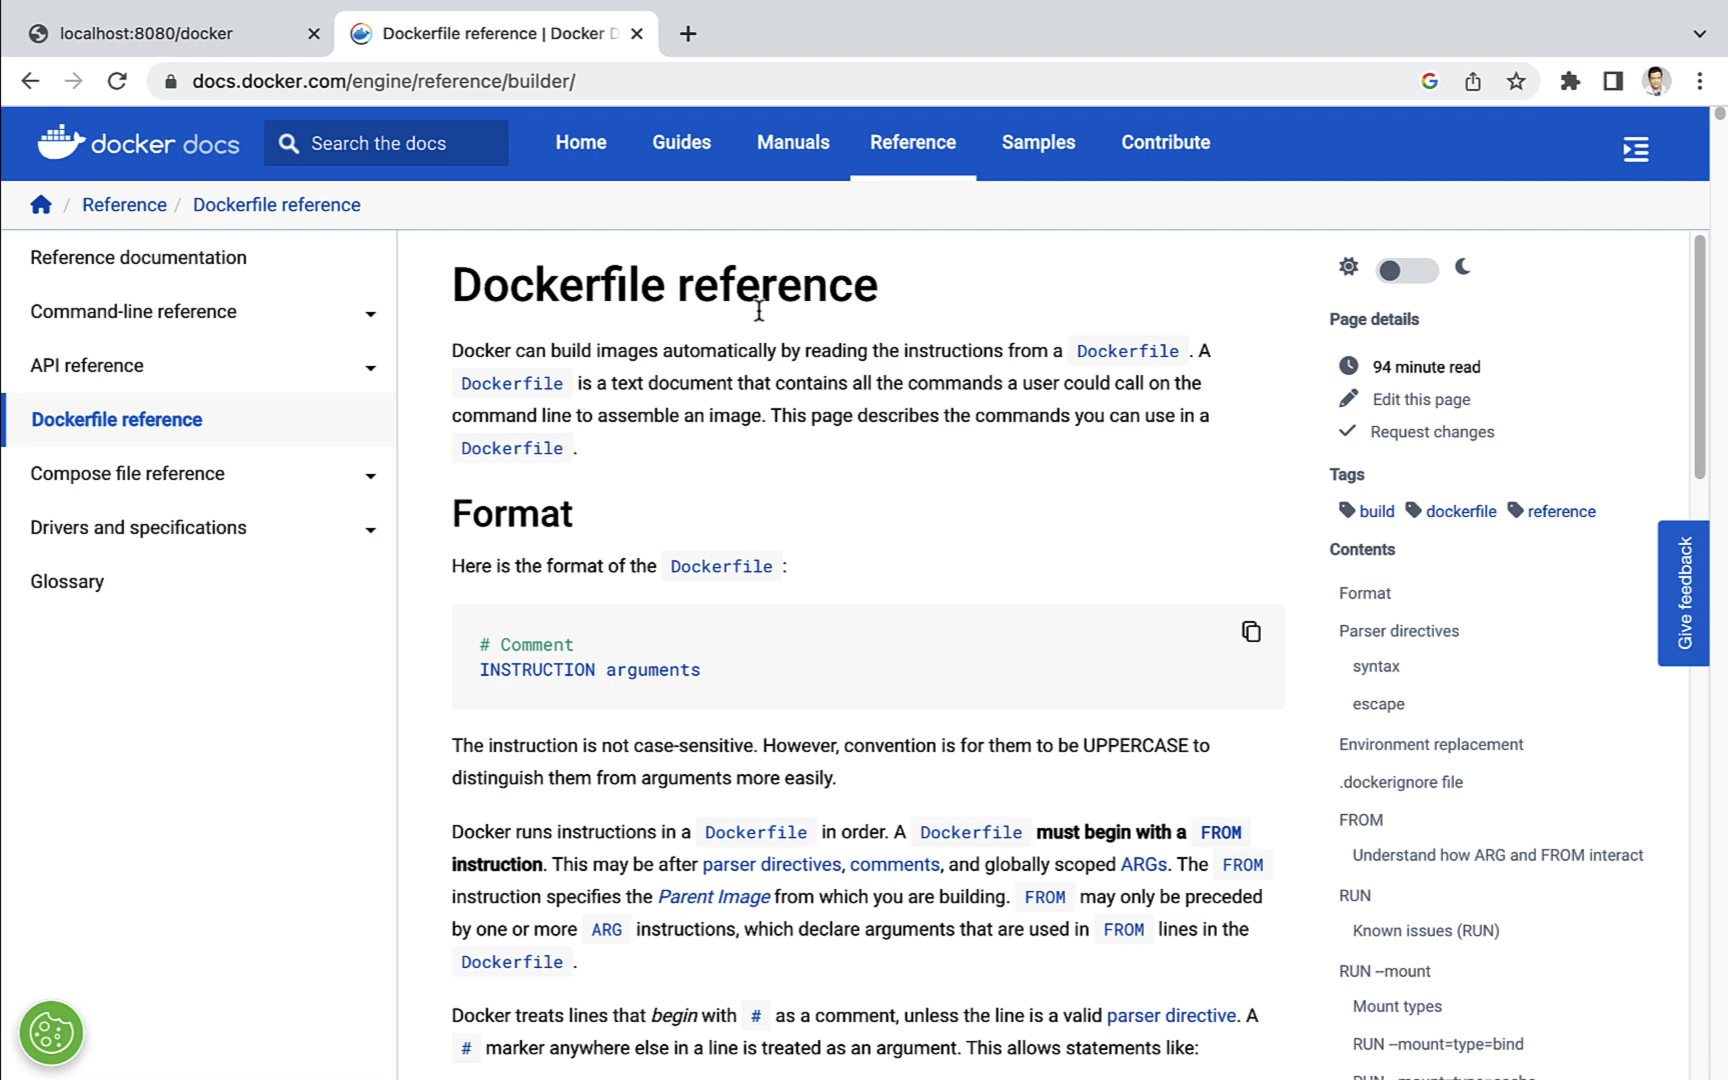 localhost:8080/docker
Dockerfile reference | Docker D
docs.docker.com/engine/reference/builder/
docker docs
Search the docs
Home
Guides
Manuals
Reference
Samples
Contribute
/ Reference / Dockerfile reference
Reference documentation
Command-line reference
API reference
Dockerfile reference
Compose file reference
Drivers and specifications
Glossary
Dockerfile reference
Docker can build images automatically by reading the instructions from a Dockerfile. A
Dockerfile is a text document that contains all the commands a user could call on the
command line to assemble an image. This page describes the commands you can use in a
Dockerfile.
Format
Here is the format of the Dockerfile:
# Comment
INSTRUCTION arguments
The instruction is not case-sensitive. However, convention is for them to be UPPERCASE to
distinguish them from arguments more easily.
Docker runs instructions in a Dockerfile in order. A Dockerfile must begin with a FROM
instruction. This may be after parser directives, comments, and globally scoped ARGs. The FROM
instruction specifies the Parent Image from which you are building. FROM may only be preceded
by one or more ARG instructions, which declare arguments that are used in FROM lines in the
Dockerfile.
Docker treats lines that begin with # as a comment, unless the line is a valid parser directive. A
# marker anywhere else in a line is treated as an argument. This allows statements like:
Page details
94 minute read
Edit this page
Request changes
Tags
build dockerfile reference
Contents
Format
Parser directives
syntax
escape
Environment replacement
.dockerignore file
FROM
Understand how ARG and FROM interact
RUN
Known issues (RUN)
RUN --mount
Mount types
RUN --mount=type=bind
RUN --mount=type=cache
Give feedback